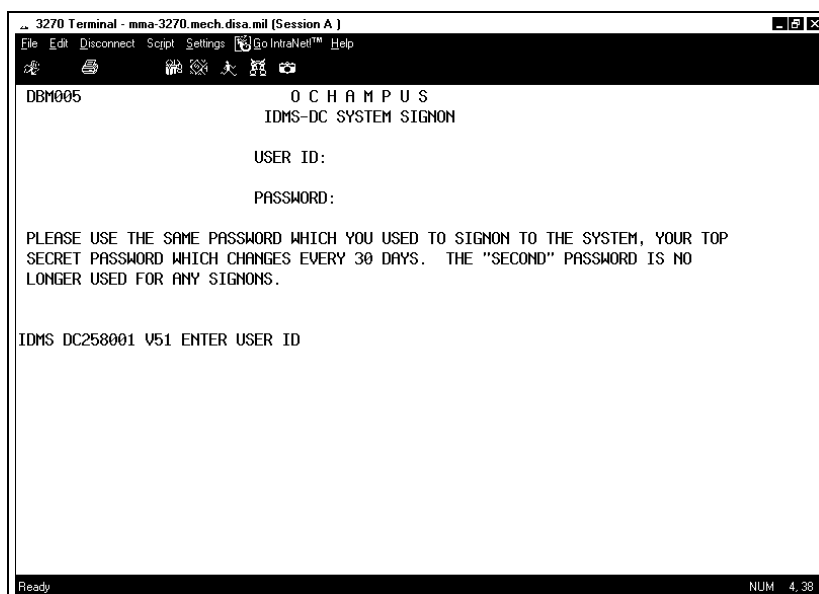 3270 Terminal - mma-3270.mech.disa.mil (Session A )
File Edit Disconnect Script Settings Go IntraNet!™ Help
DBM005 O C H A M P U S
IDMS-DC SYSTEM SIGNON
USER ID:
PASSWORD:
PLEASE USE THE SAME PASSWORD WHICH YOU USED TO SIGNON TO THE SYSTEM, YOUR TOP
SECRET PASSWORD WHICH CHANGES EVERY 30 DAYS. THE "SECOND" PASSWORD IS NO
LONGER USED FOR ANY SIGNONS.
IDMS DC258001 V51 ENTER USER ID
Ready NUM 4,38